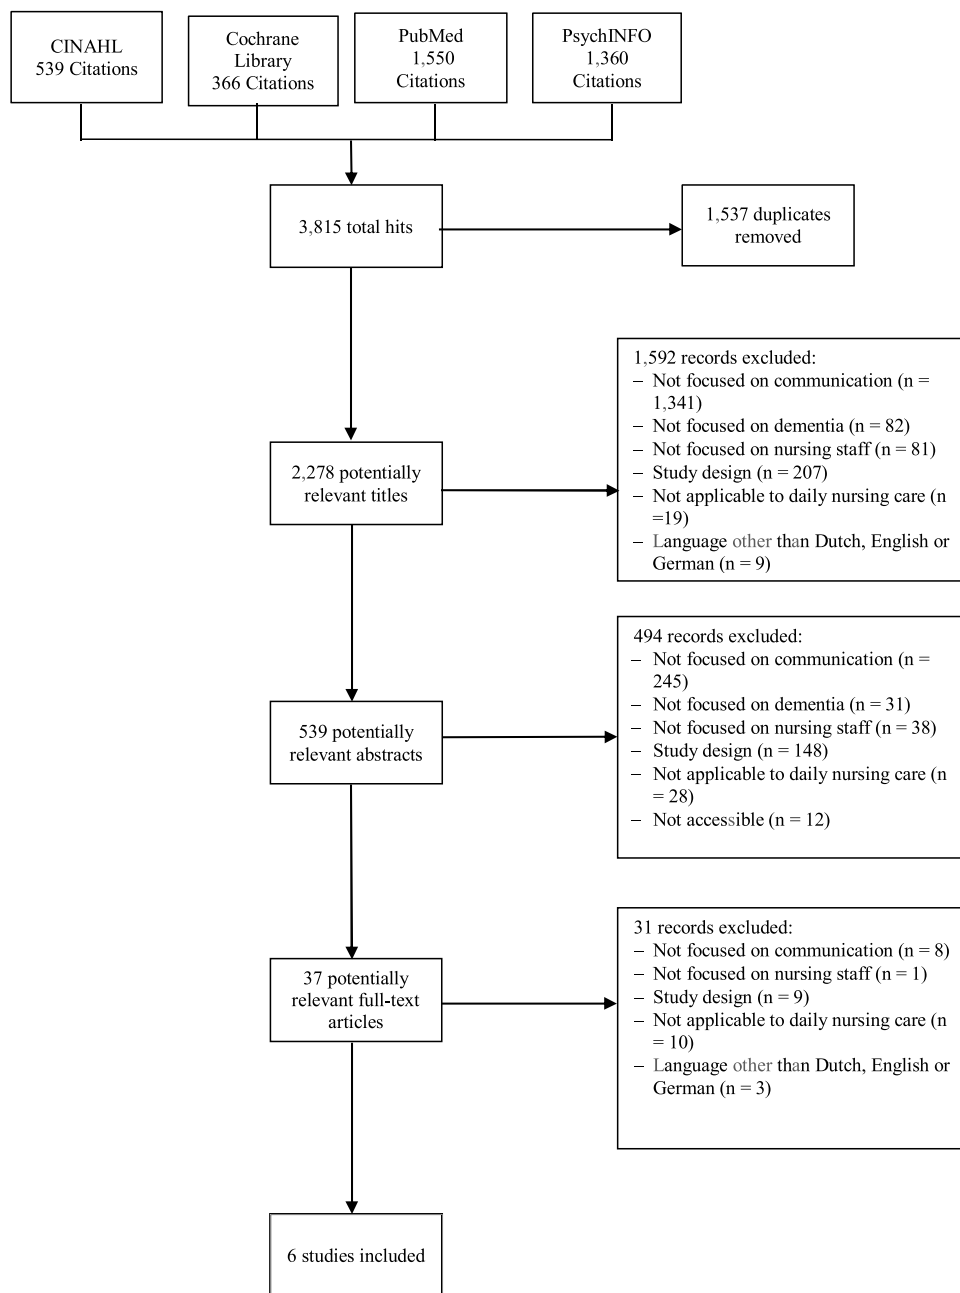 CINAHL
539 Citations
Cochrane
Library
366 Citations
PubMed
1,550
Citations
PsychINFO
1,360
Citations
3,815 total hits
1,537 duplicates
removed
2,278 potentially
relevant titles
1,592 records excluded:
– Not focused on communication (n =
1,341)
– Not focused on dementia (n = 82)
– Not focused on nursing staff (n = 81)
– Study design (n = 207)
– Not applicable to daily nursing care (n
=19)
– Language other than Dutch, English or
German (n = 9)
539 potentially
relevant abstracts
494 records excluded:
– Not focused on communication (n =
245)
– Not focused on dementia (n = 31)
– Not focused on nursing staff (n = 38)
– Study design (n = 148)
– Not applicable to daily nursing care (n
= 28)
– Not accessible (n = 12)
37 potentially
relevant full-text
articles
31 records excluded:
– Not focused on communication (n = 8)
– Not focused on nursing staff (n = 1)
– Study design (n = 9)
– Not applicable to daily nursing care (n
= 10)
– Language other than Dutch, English or
German (n = 3)
6 studies included